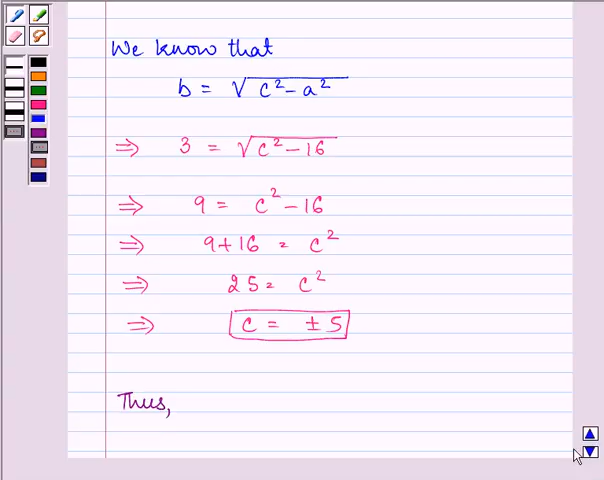 We know that
b = √c²-a²
⇒ 3 = √c²-16
⇒ 9 = c²-16
⇒ 9+16 = c²
⇒ 25 = c²
⇒ c = ±5
Thus,